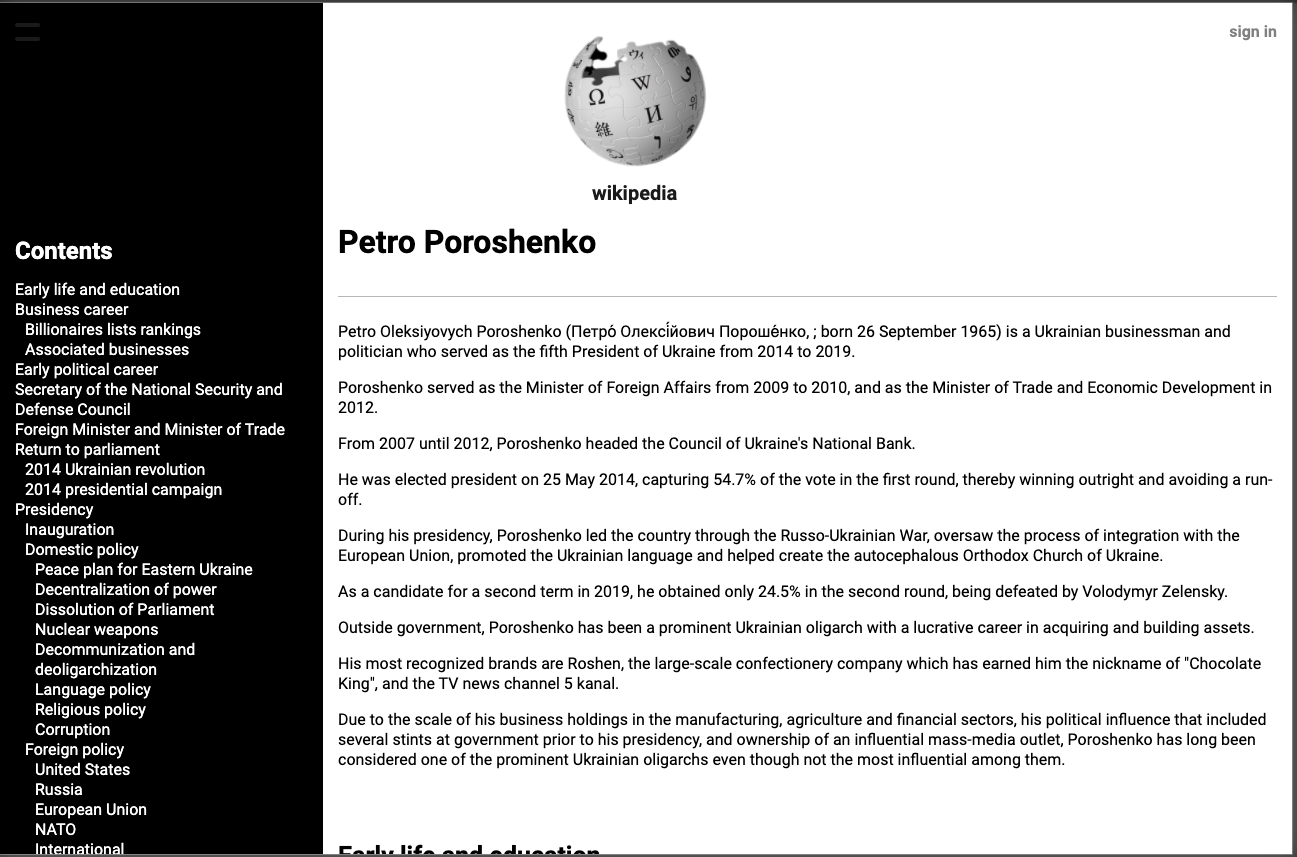 sign in
Ω
W
И
維
ウィ
위
wikipedia
Contents
Early life and education
Business career
Billionaires lists rankings
Associated businesses
Early political career
Secretary of the National Security and
Defense Council
Foreign Minister and Minister of Trade
Return to parliament
2014 Ukrainian revolution
2014 presidential campaign
Presidency
Inauguration
Domestic policy
Peace plan for Eastern Ukraine
Decentralization of power
Dissolution of Parliament
Nuclear weapons
Decommunization and
deoligarchization
Language policy
Religious policy
Corruption
Foreign policy
United States
Russia
European Union
NATO
International
Petro Poroshenko
Petro Oleksiyovych Poroshenko (Петро́ Олексі́йович Пороше́нко, ; born 26 September 1965) is a Ukrainian businessman and
politician who served as the fifth President of Ukraine from 2014 to 2019.
Poroshenko served as the Minister of Foreign Affairs from 2009 to 2010, and as the Minister of Trade and Economic Development in
2012.
From 2007 until 2012, Poroshenko headed the Council of Ukraine's National Bank.
He was elected president on 25 May 2014, capturing 54.7% of the vote in the first round, thereby winning outright and avoiding a run-
off.
During his presidency, Poroshenko led the country through the Russo-Ukrainian War, oversaw the process of integration with the
European Union, promoted the Ukrainian language and helped create the autocephalous Orthodox Church of Ukraine.
As a candidate for a second term in 2019, he obtained only 24.5% in the second round, being defeated by Volodymyr Zelensky.
Outside government, Poroshenko has been a prominent Ukrainian oligarch with a lucrative career in acquiring and building assets.
His most recognized brands are Roshen, the large-scale confectionery company which has earned him the nickname of "Chocolate
King", and the TV news channel 5 kanal.
Due to the scale of his business holdings in the manufacturing, agriculture and financial sectors, his political influence that included
several stints at government prior to his presidency, and ownership of an influential mass-media outlet, Poroshenko has long been
considered one of the prominent Ukrainian oligarchs even though not the most influential among them.
Early life and education